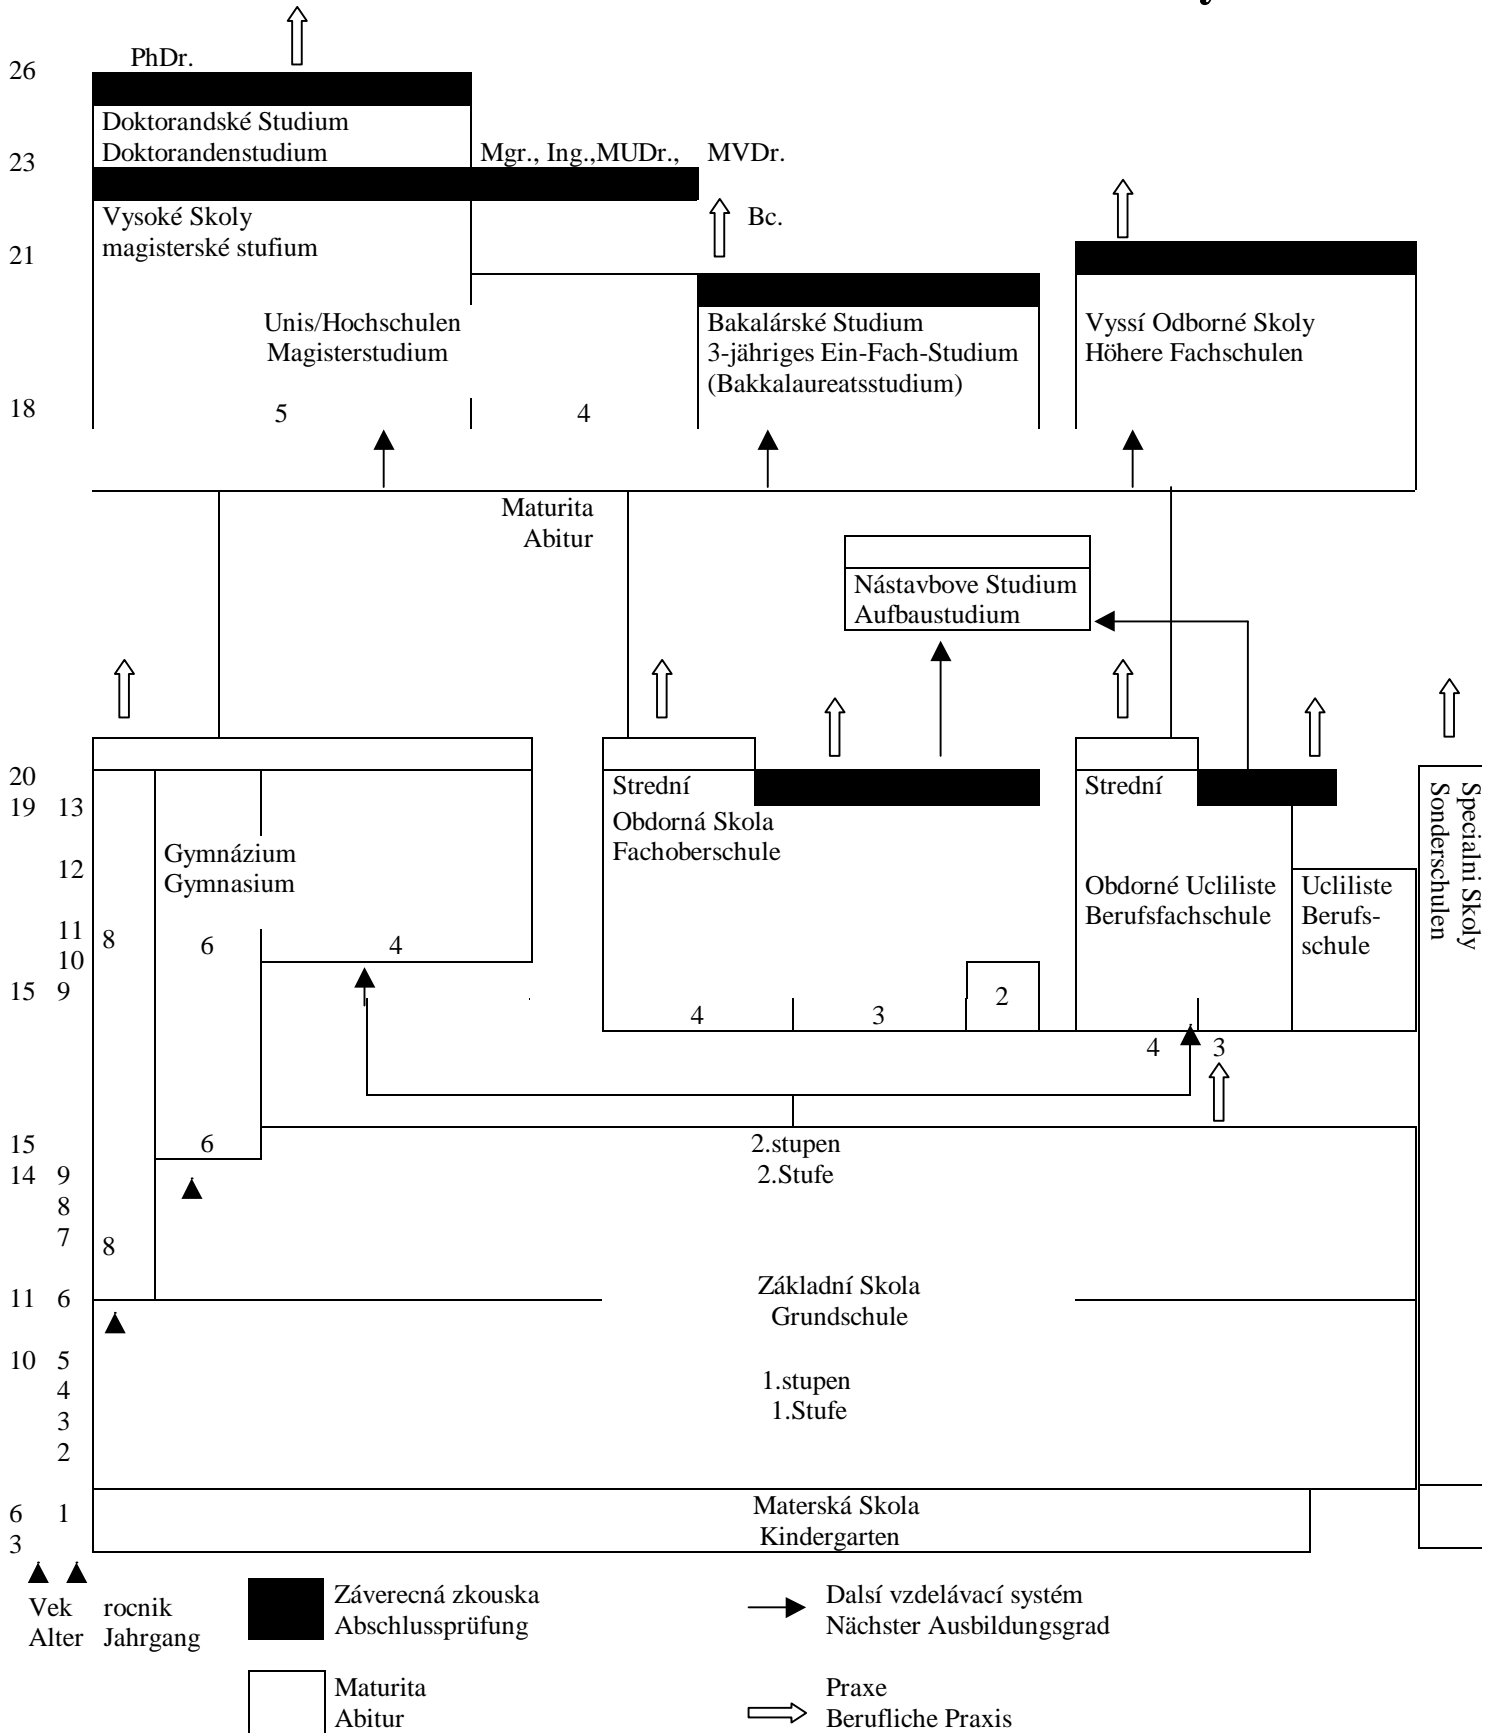 PhDr.
26
Doktorandské Studium
Doktorandenstudium
23
Mgr., Ing.,MUDr., MVDr.
Vysoké Skoly
magisterské stufium
Bc.
21
Unis/Hochschulen
Magisterstudium
Bakalárské Studium
3-jähriges Ein-Fach-Studium
(Bakkalaureatsstudium)
Vyssí Odborné Skoly
Höhere Fachschulen
18
5
4
Maturita
Abitur
Nástavbove Studium
Aufbaustudium
20
19 13
12
11
10
15 9
Gymnázium
Gymnasium
8
6
4
Strední
Obdorná Skola
Fachoberschule
4
3
2
Strední
Obdorné Ucliliste
Berufsfachschule
4
3
Ucliliste
Berufs-
schule
Specialni Skoly
Sonderschulen
15
14 9
8
7
6
8
2.stupen
2.Stufe
11 6
Základní Skola
Grundschule
10 5
4
3
2
1.stupen
1.Stufe
6 1
3
Materská Skola
Kindergarten
Vek rocnik
Alter Jahrgang
Záverecná zkouska
Abschlussprüfung
Dalsí vzdelávací systém
Nächster Ausbildungsgrad
Maturita
Abitur
Praxe
Berufliche Praxis